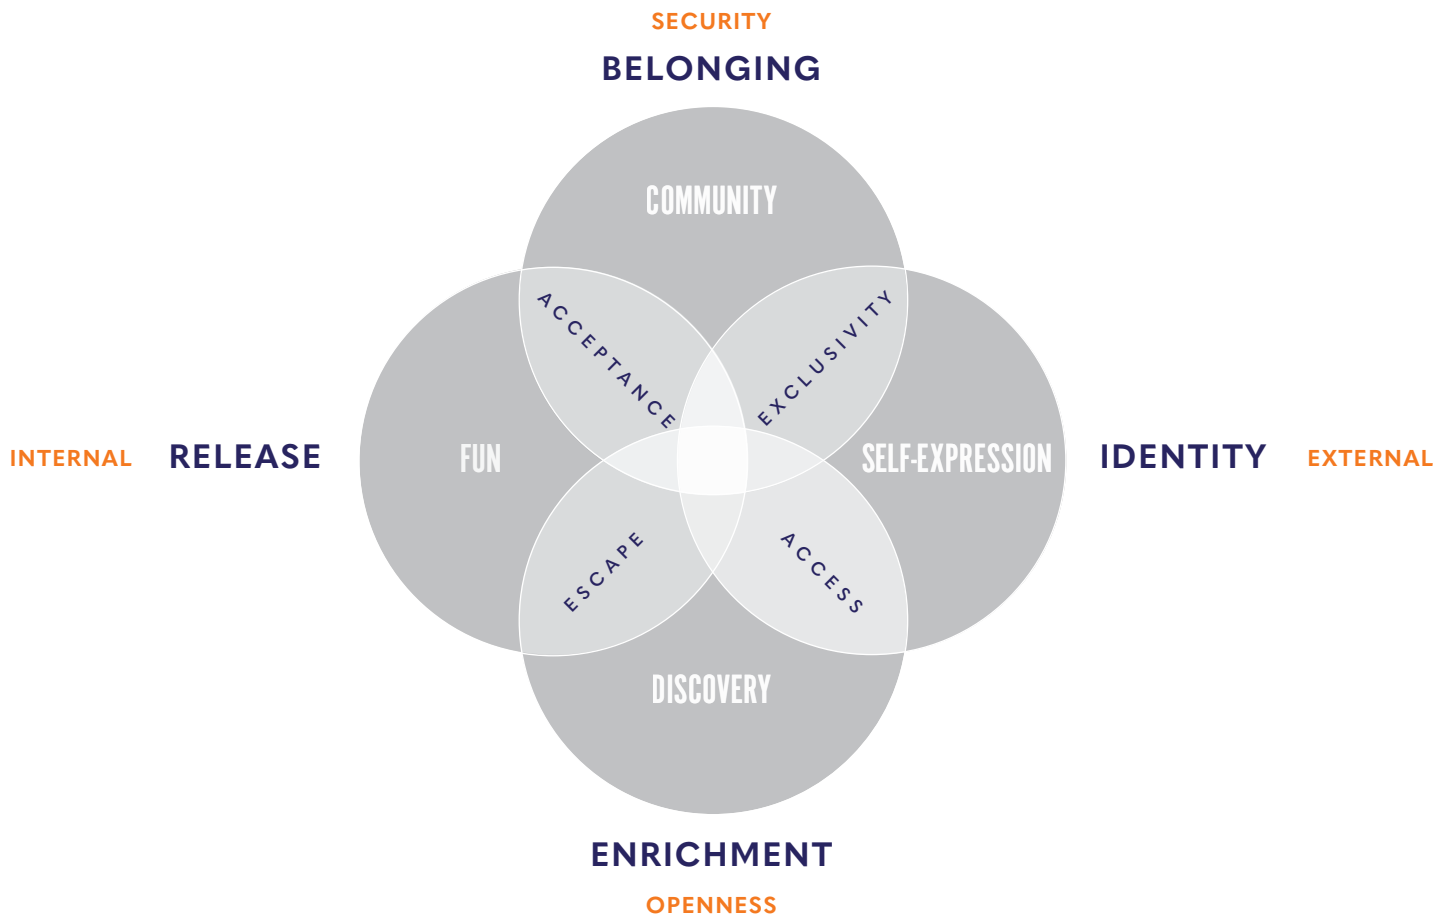 SECURITY
BELONGING
COMMUNITY
ACCEPTANCE
EXCLUSIVITY
INTERNAL
RELEASE
FUN
SELF-EXPRESSION
IDENTITY
EXTERNAL
ESCAPE
ACCESS
DISCOVERY
ENRICHMENT
OPENNESS